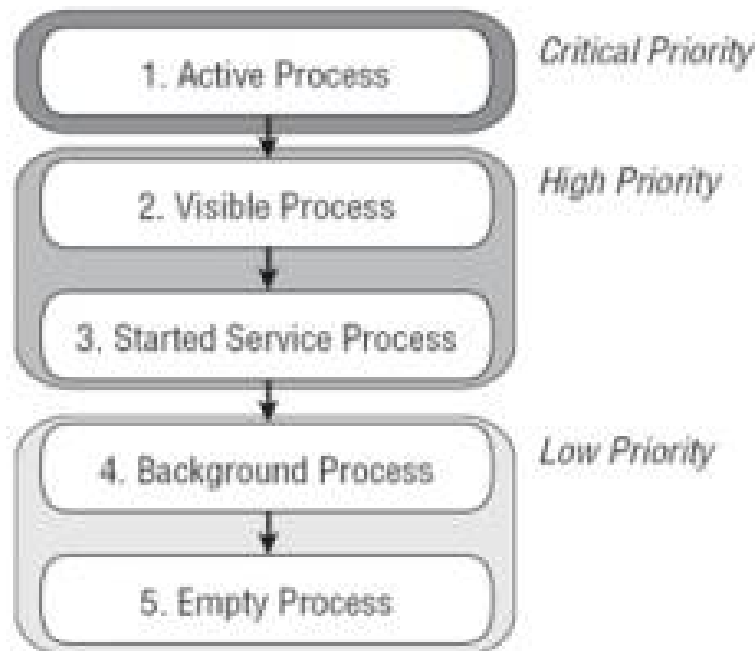 1. Active Process
Critical Priority
2. Visible Process
High Priority
3. Started Service Process
4. Background Process
Low Priority
5. Empty Process